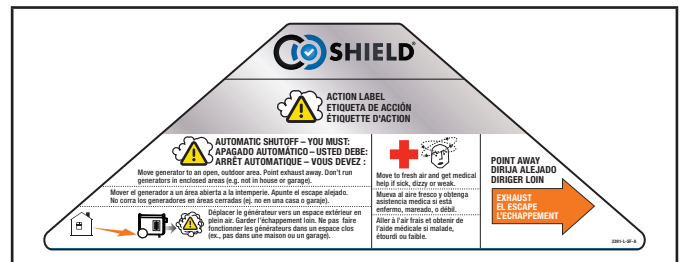 CO SHIELD®
ACTION LABEL
ETIQUETA DE ACCIÓN
ÉTIQUETTE D'ACTION
AUTOMATIC SHUTOFF – YOU MUST:
APAGADO AUTOMÁTICO – USTED DEBE:
ARRÊT AUTOMATIQUE – VOUS DEVEZ :
Move generator to an open, outdoor area. Point exhaust away. Don't run
generators in enclosed areas (e.g. not in house or garage).
Mover el generador a un área abierta a la intemperie. Apunte el escape alejado.
No corra los generadores en áreas cerradas (ej. no en una casa o garaje).
Déplacer le générateur vers un espace extérieur en
plein air. Garder l'échappement loin. Ne pas faire
fonctionner les générateurs dans un espace clos
(ex., pas dans une maison ou un garage).
Move to fresh air and get medical
help if sick, dizzy or weak.
Mueva al aire fresco y obtenga
asistencia medica si está
enfermo, mareado, o débil.
Aller à l'air frais et obtenir de
l'aide médicale si malade,
étourdi ou faible.
POINT AWAY
DIRIJA ALEJADO
DIRIGER LOIN
EXHAUST
EL ESCAPE
L'ECHAPPEMENT
3391-L-SF-A